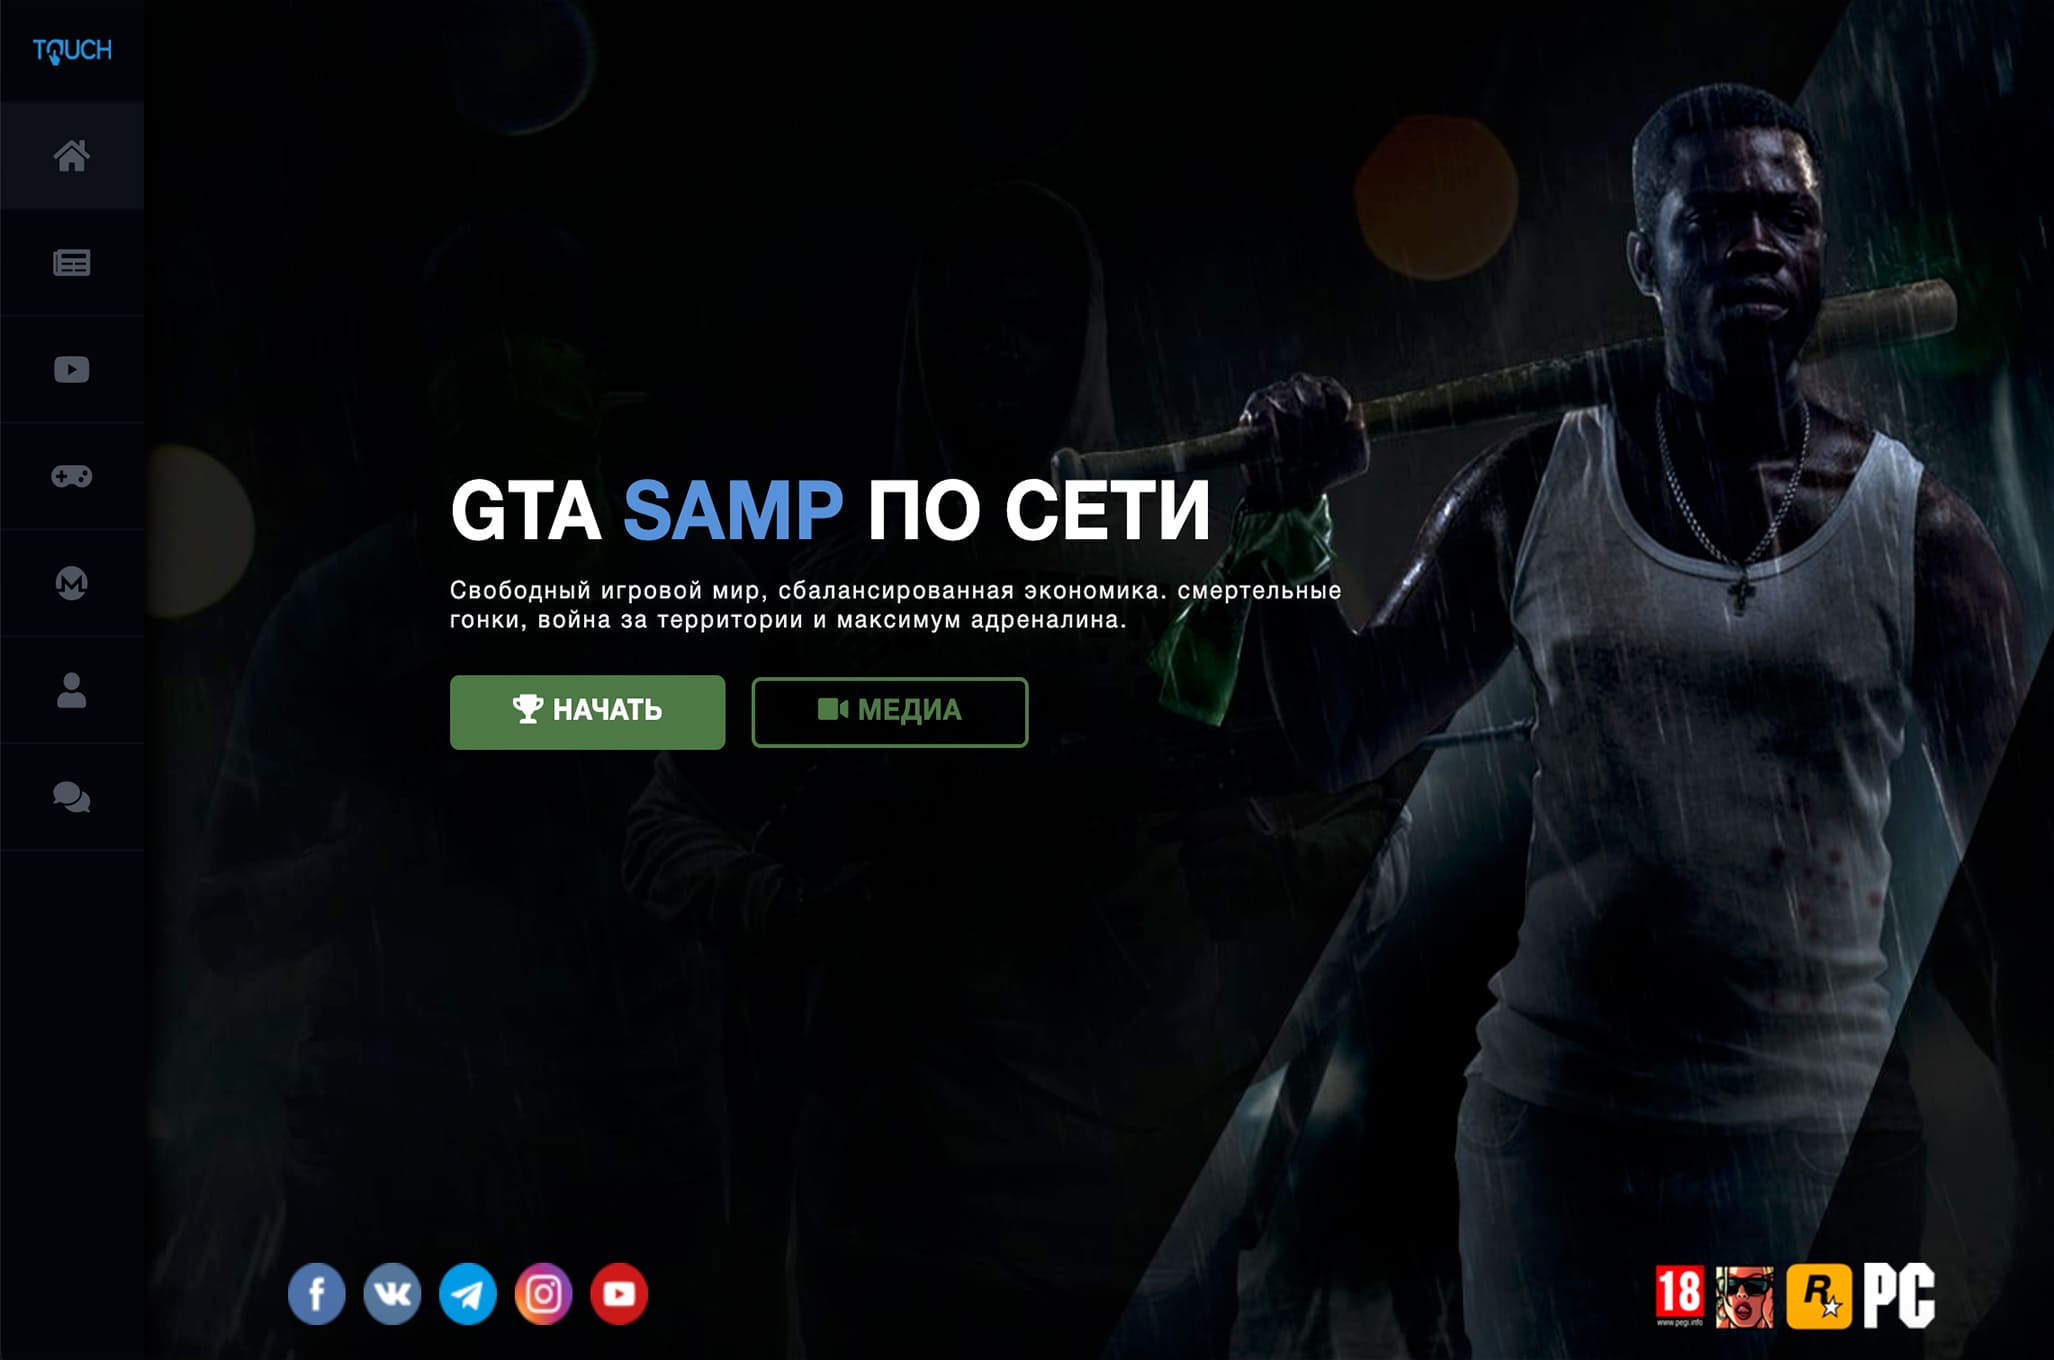 TOUCH
GTA SAMP ПО СЕТИ
Свободный игровой мир, сбалансированная экономика. смертельные
гонки, война за территории и максимум адреналина.
НАЧАТЬ
МЕДИА
18
www.pegi.info
R
PC